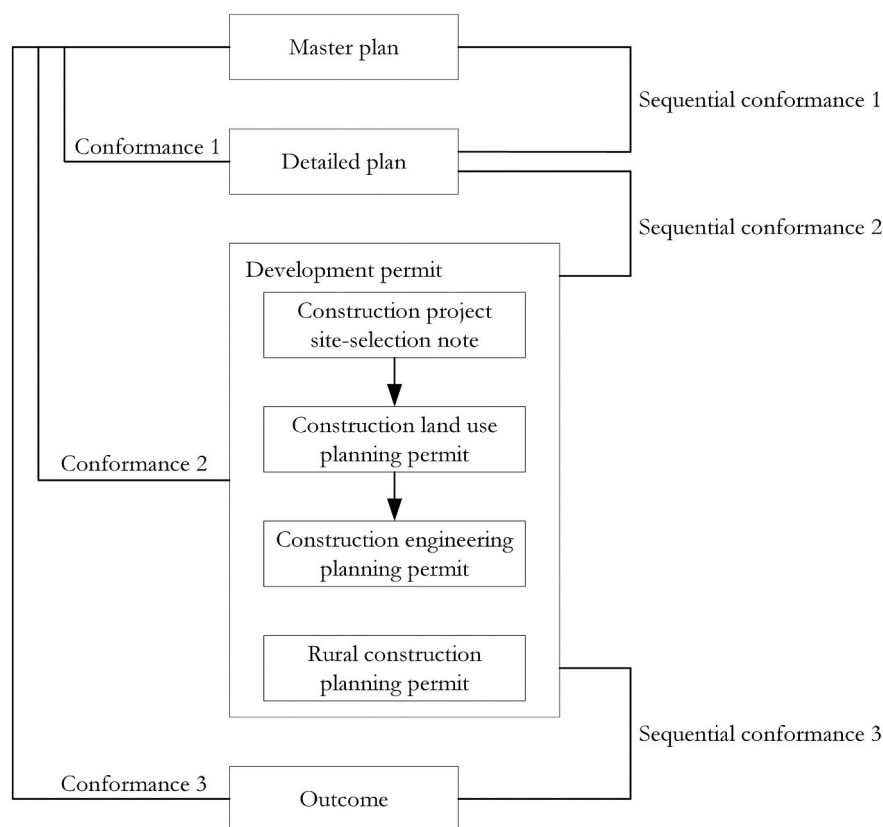 Master plan
Sequential conformance 1
Conformance 1
Detailed plan
Sequential conformance 2
Development permit
Construction project
site-selection note
Construction land use
planning permit
Conformance 2
Construction engineering
planning permit
Rural construction
planning permit
Sequential conformance 3
Conformance 3
Outcome